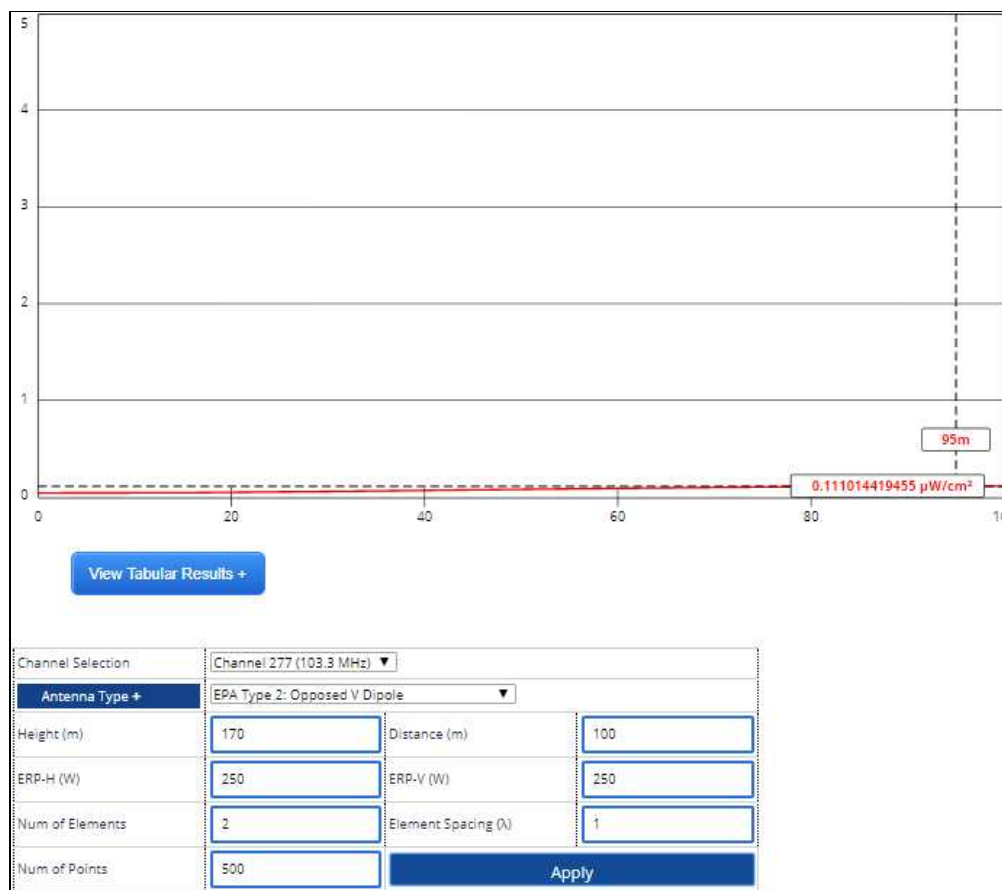 5
4
3
2
1
95m
0
0.111014419455 µW/cm²
0 20 40 60 80 10
View Tabular Results +
Channel Selection Channel 277 (103.3 MHz) ▼
Antenna Type + EPA Type 2: Opposed V Dipole ▼
Height (m) 170 Distance (m) 100
ERP-H (W) 250 ERP-V (W) 250
Num of Elements 2 Element Spacing (λ) 1
Num of Points 500 Apply